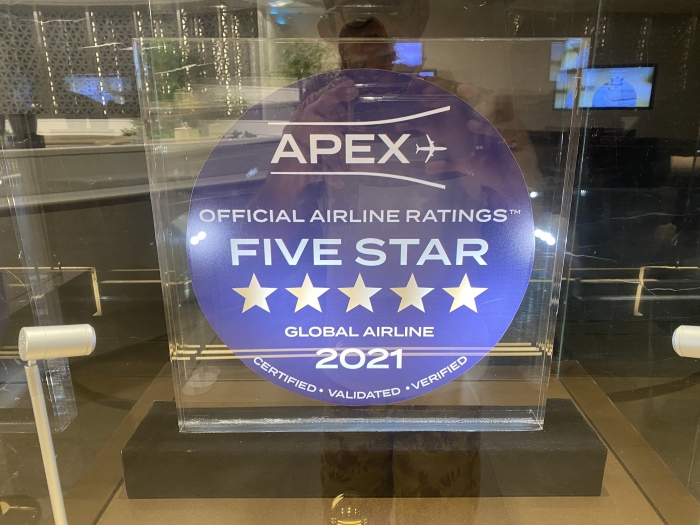 APEX
OFFICIAL AIRLINE RATINGS™
FIVE STAR
GLOBAL AIRLINE
2021
CERTIFIED • VALIDATED • VERIFIED